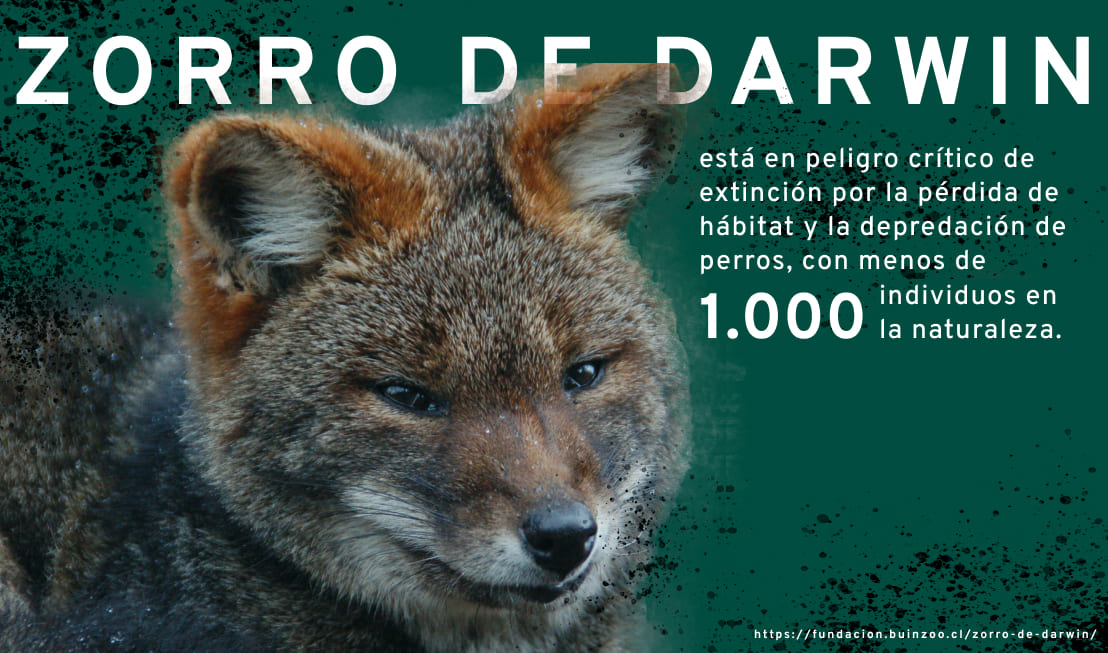 ZORRO DE DARWIN
está en peligro crítico de
extinción por la pérdida de
hábitat y la depredación de
perros, con menos de
1.000 individuos en
la naturaleza.
https://fundacion.buinzoo.cl/zorro-de-darwin/